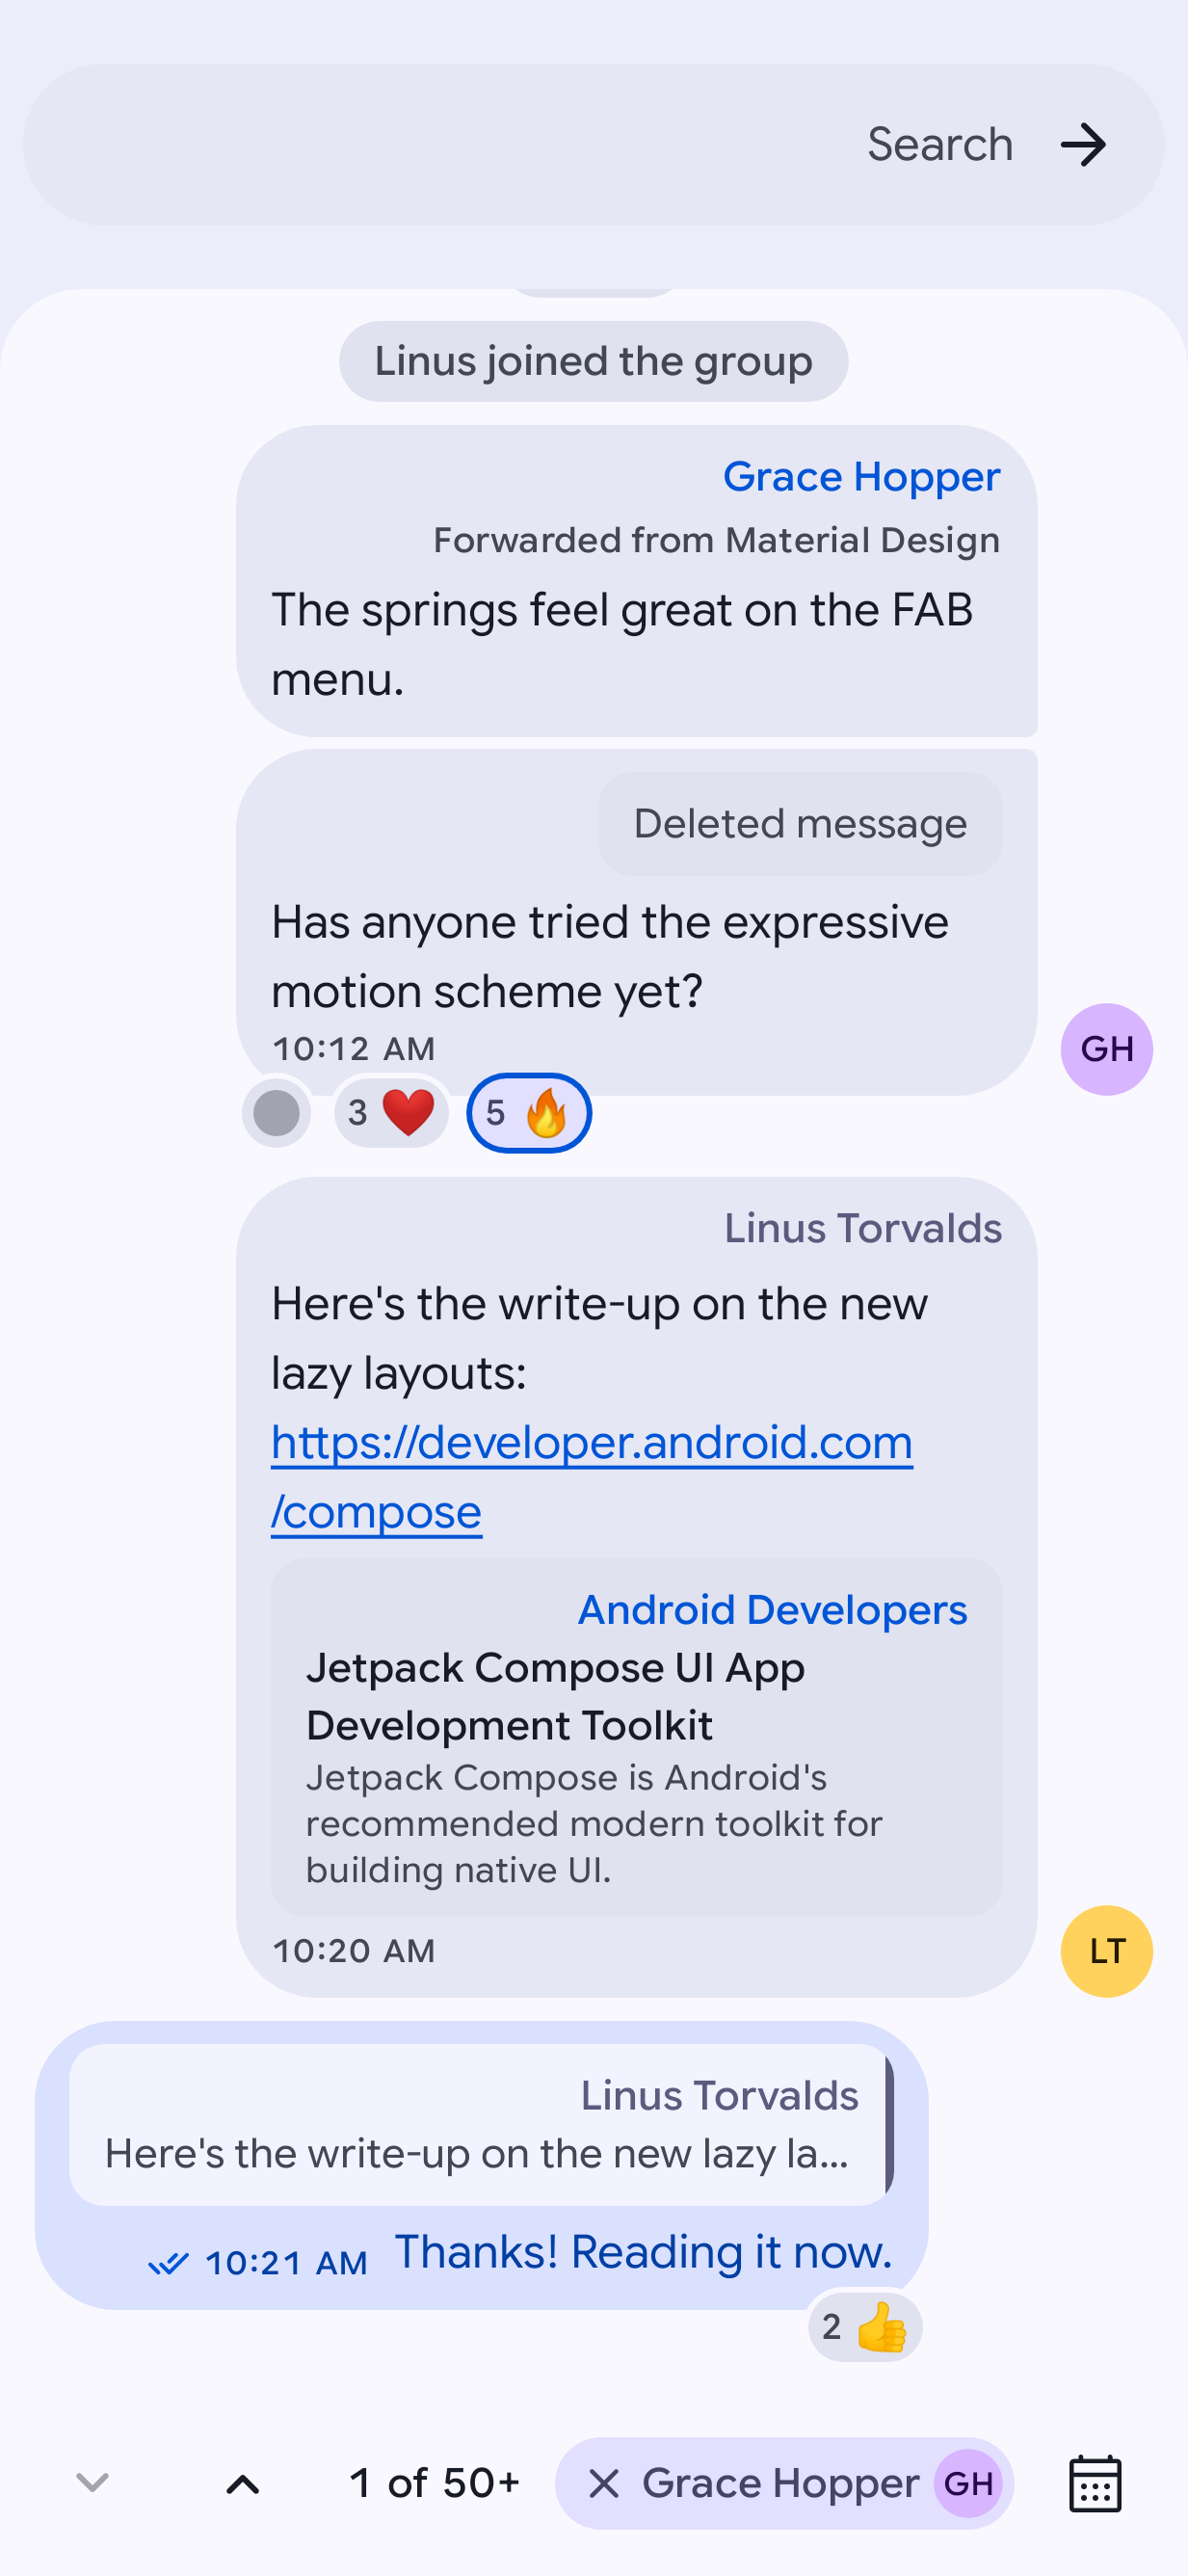 Search
Linus joined the group
Grace Hopper
Forwarded from Material Design
The springs feel great on the FAB
menu.
Deleted message
Has anyone tried the expressive
motion scheme yet?
10:12 AM
GH
3 ❤️
5 🔥
Linus Torvalds
Here's the write-up on the new
lazy layouts:
https://developer.android.com
/compose
Android Developers
Jetpack Compose UI App
Development Toolkit
Jetpack Compose is Android's
recommended modern toolkit for
building native UI.
10:20 AM
LT
Linus Torvalds
Here's the write-up on the new lazy la...
Thanks! Reading it now.
10:21 AM
2 👍
1 of 50+
Grace Hopper
GH